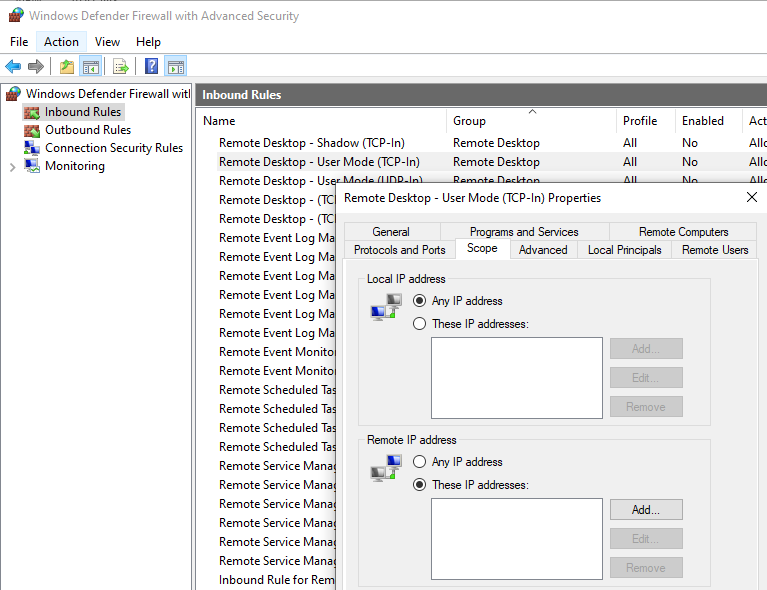 Windows Defender Firewall with Advanced Security
File Action View Help
Windows Defender Firewall witl
Inbound Rules
Outbound Rules
Connection Security Rules
Monitoring
Inbound Rules
Name Group Profile Enabled Act
Remote Desktop - Shadow (TCP-In) Remote Desktop All No Allo
Remote Desktop - User Mode (TCP-In) Remote Desktop All No Allo
Remote Desktop - User Mode (UDP-In) Remote Desktop All No Allo
Remote Desktop - (TC
Remote Desktop - (TC
Remote Event Log Ma
Remote Event Log Ma
Remote Event Log Ma
Remote Event Log Ma
Remote Event Log Ma
Remote Event Log Ma
Remote Event Monito
Remote Event Monito
Remote Scheduled Tas
Remote Scheduled Tas
Remote Scheduled Tas
Remote Scheduled Tas
Remote Service Manag
Remote Service Manag
Remote Service Manag
Remote Service Manag
Remote Service Manag
Remote Service Manag
Inbound Rule for Rem
Remote Desktop - User Mode (TCP-In) Properties
General Programs and Services Remote Computers
Protocols and Ports Scope Advanced Local Principals Remote Users
Local IP address
Any IP address
These IP addresses:
Add...
Edit...
Remove
Remote IP address
Any IP address
These IP addresses:
Add...
Edit...
Remove